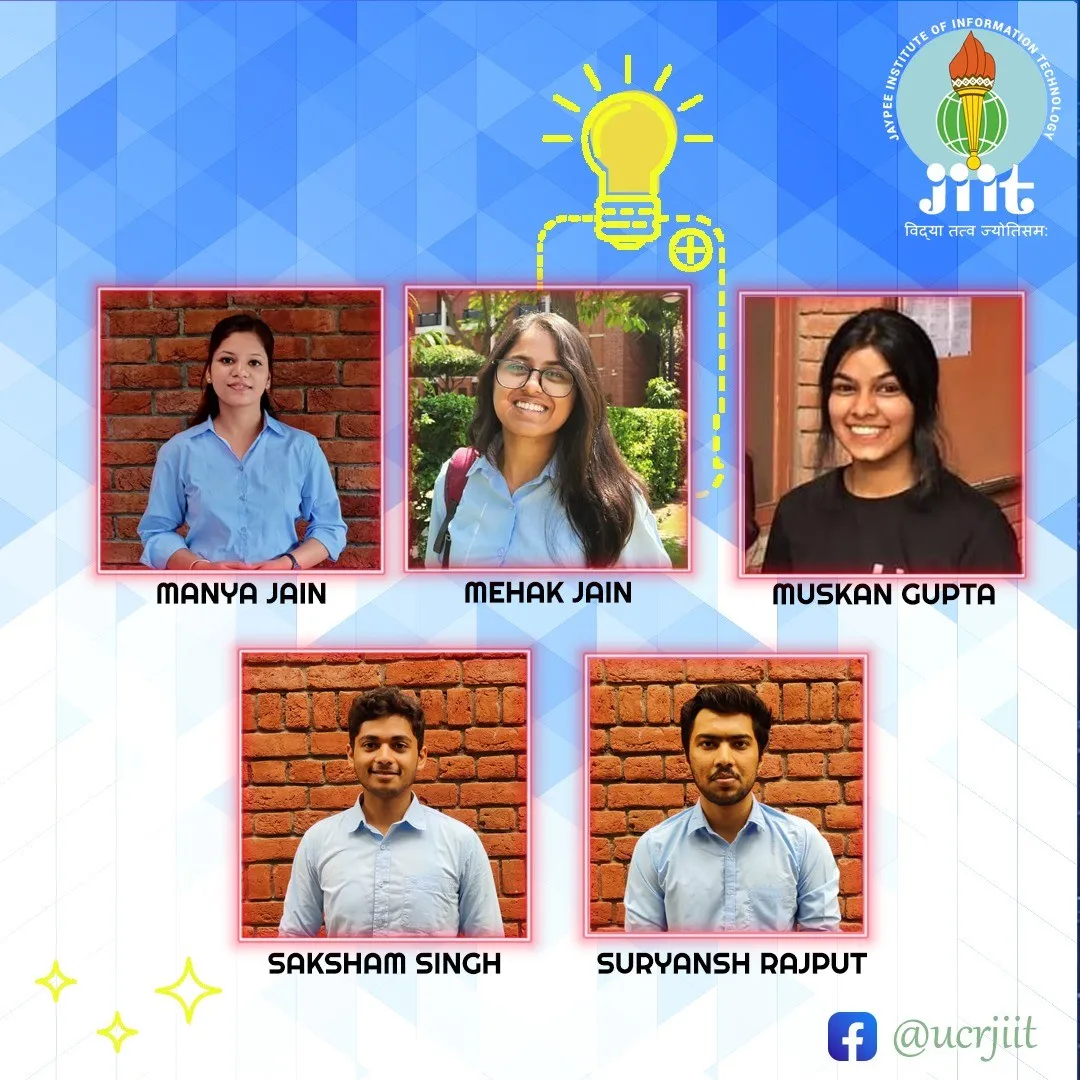 JAYPEE INSTITUTE OF INFORMATION TECHNOLOGY
jiit
विद्या तत्व ज्योतिसम:
MANYA JAIN
MEHAK JAIN
MUSKAN GUPTA
SAKSHAM SINGH
SURYANSH RAJPUT
@ucrjiit